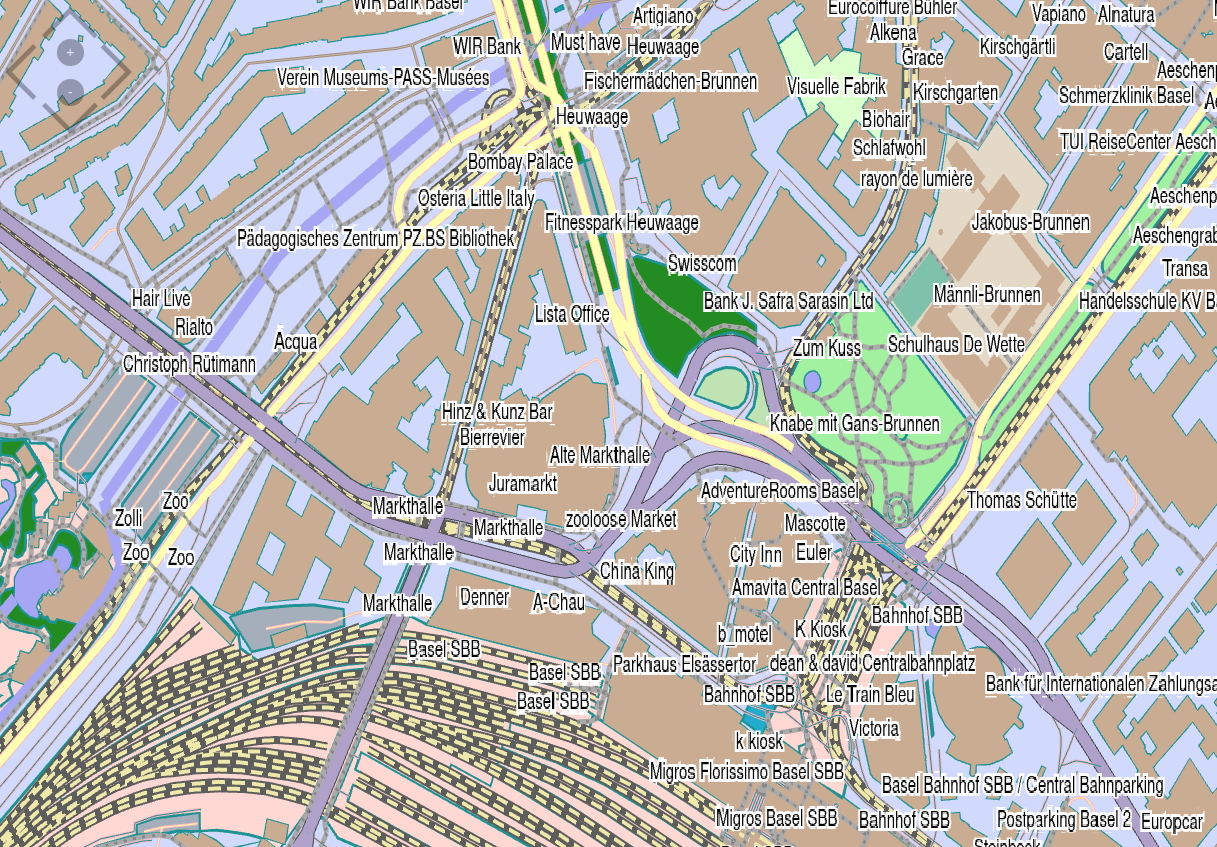 WIR Bank Basel
Artigiano
Eurocoiffure Bühler
Vapiano
Alnatura
WIR Bank
Must have
Heuwaage
Alkena
Kirschgärtli
Cartell
Grace
Verein Museums-PASS-Musées
Fischermädchen-Brunnen
Visuelle Fabrik
Kirschgarten
Schmerzklinik Basel
Heuwaage
Biohair
TUI ReiseCenter
Bombay Palace
Schlafwohl
rayon de lumière
Osteria Little Italy
Fitnesspark Heuwaage
Jakobus-Brunnen
Pädagogisches Zentrum PZ.BS Bibliothek
Swisscom
Transa
Hair Live
Bank J. Safra Sarasin Ltd
Männli-Brunnen
Handelsschule KV B
Rialto
Lista Office
Acqua
Zum Kuss
Schulhaus De Wette
Christoph Rütimann
Hinz & Kunz Bar
Bierrevier
Knabe mit Gans-Brunnen
Alte Markthalle
Juramarkt
AdventureRooms Basel
Thomas Schütte
Zoo
Markthalle
Zolli
Markthalle
zooloose Market
Mascotte
Zoo
Zoo
Markthalle
City Inn
Euler
China King
Amavita Central Basel
Markthalle
Denner
A-Chau
Bahnhof SBB
b_motel
K Kiosk
Basel SBB
Basel SBB
Parkhaus Elsässertor
dean & david Centralbahnplatz
Basel SBB
Bahnhof SBB
Le Train Bleu
Bank für Internationalen Zahlungsa
k kiosk
Victoria
Migros Florissimo Basel SBB
Basel Bahnhof SBB / Central Bahnparking
Migros Basel SBB
Bahnhof SBB
Postparking Basel 2
Europcar